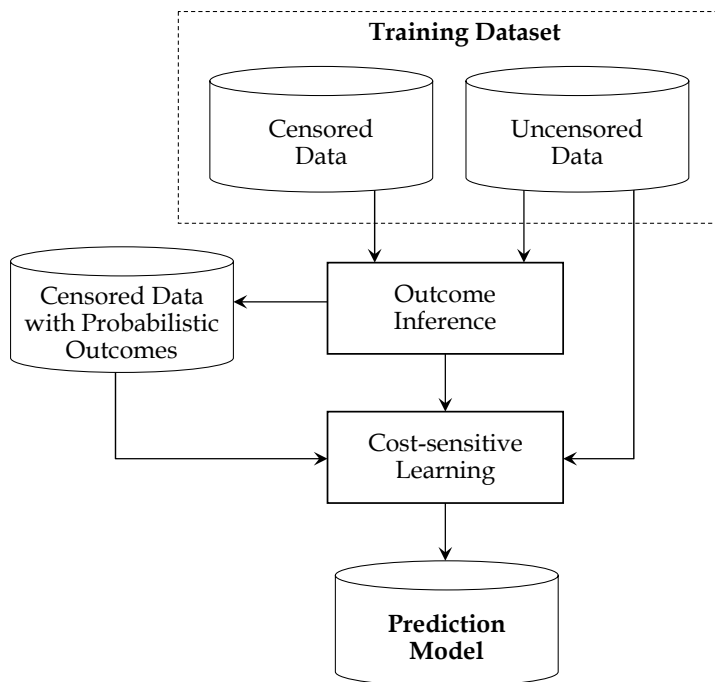 Training Dataset
Censored
Data
Uncensored
Data
Censored Data
with Probabilistic
Outcomes
Outcome
Inference
Cost-sensitive
Learning
Prediction
Model